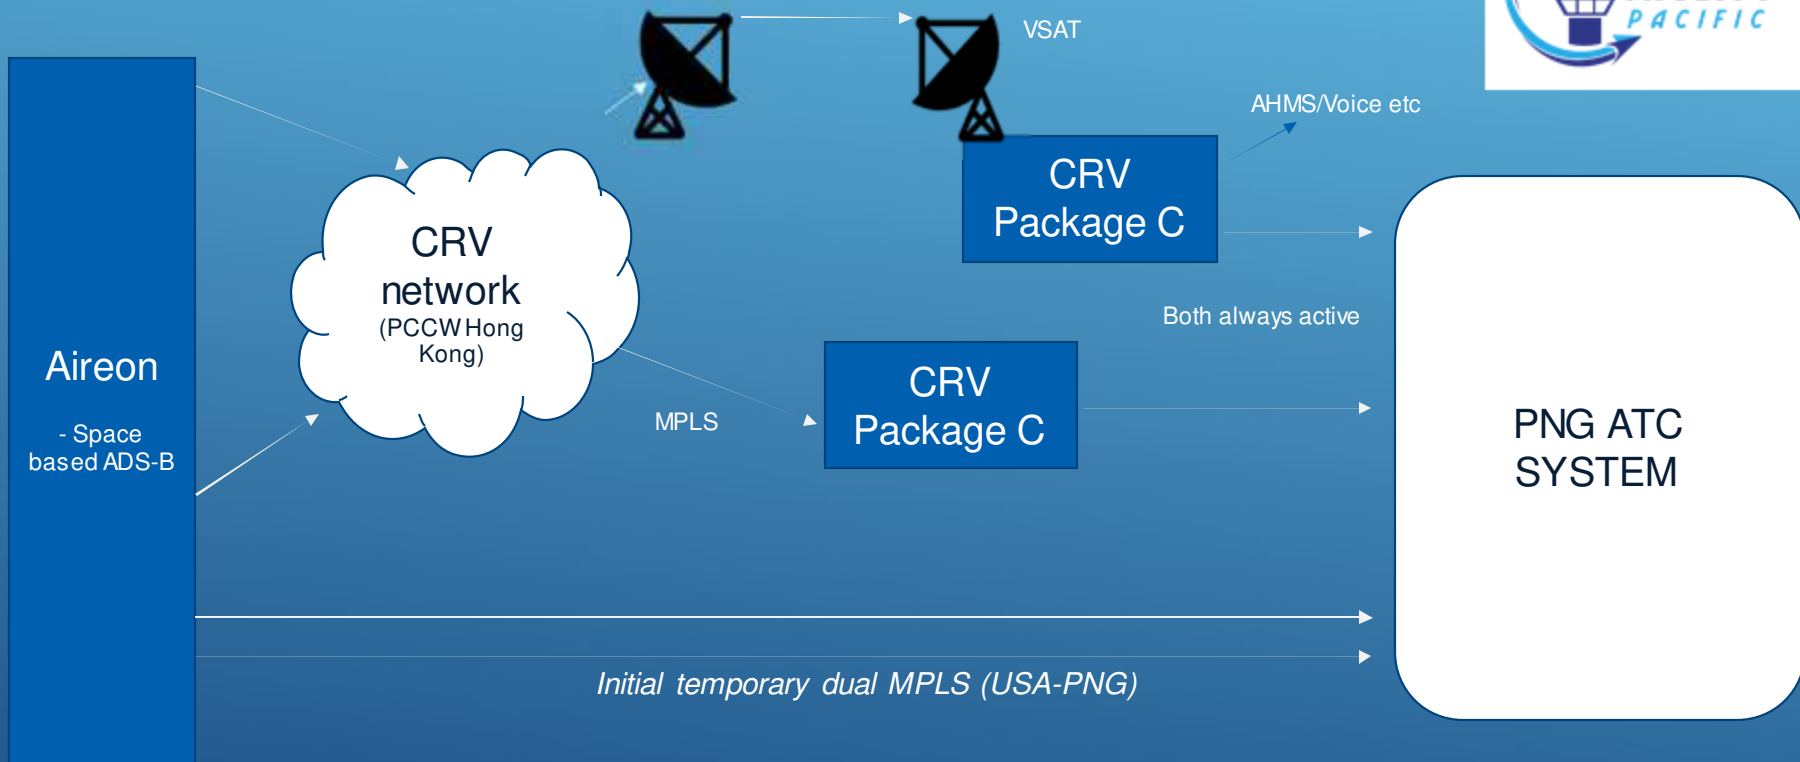 VSAT
PACIFIC
AHMS/Voice etc
CRV
Package C
CRV
network
(PCCW Hong
Kong)
Both always active
Aireon
- Space
based ADS-B
MPLS
CRV
Package C
PNG ATC
SYSTEM
Initial temporary dual MPLS (USA-PNG)